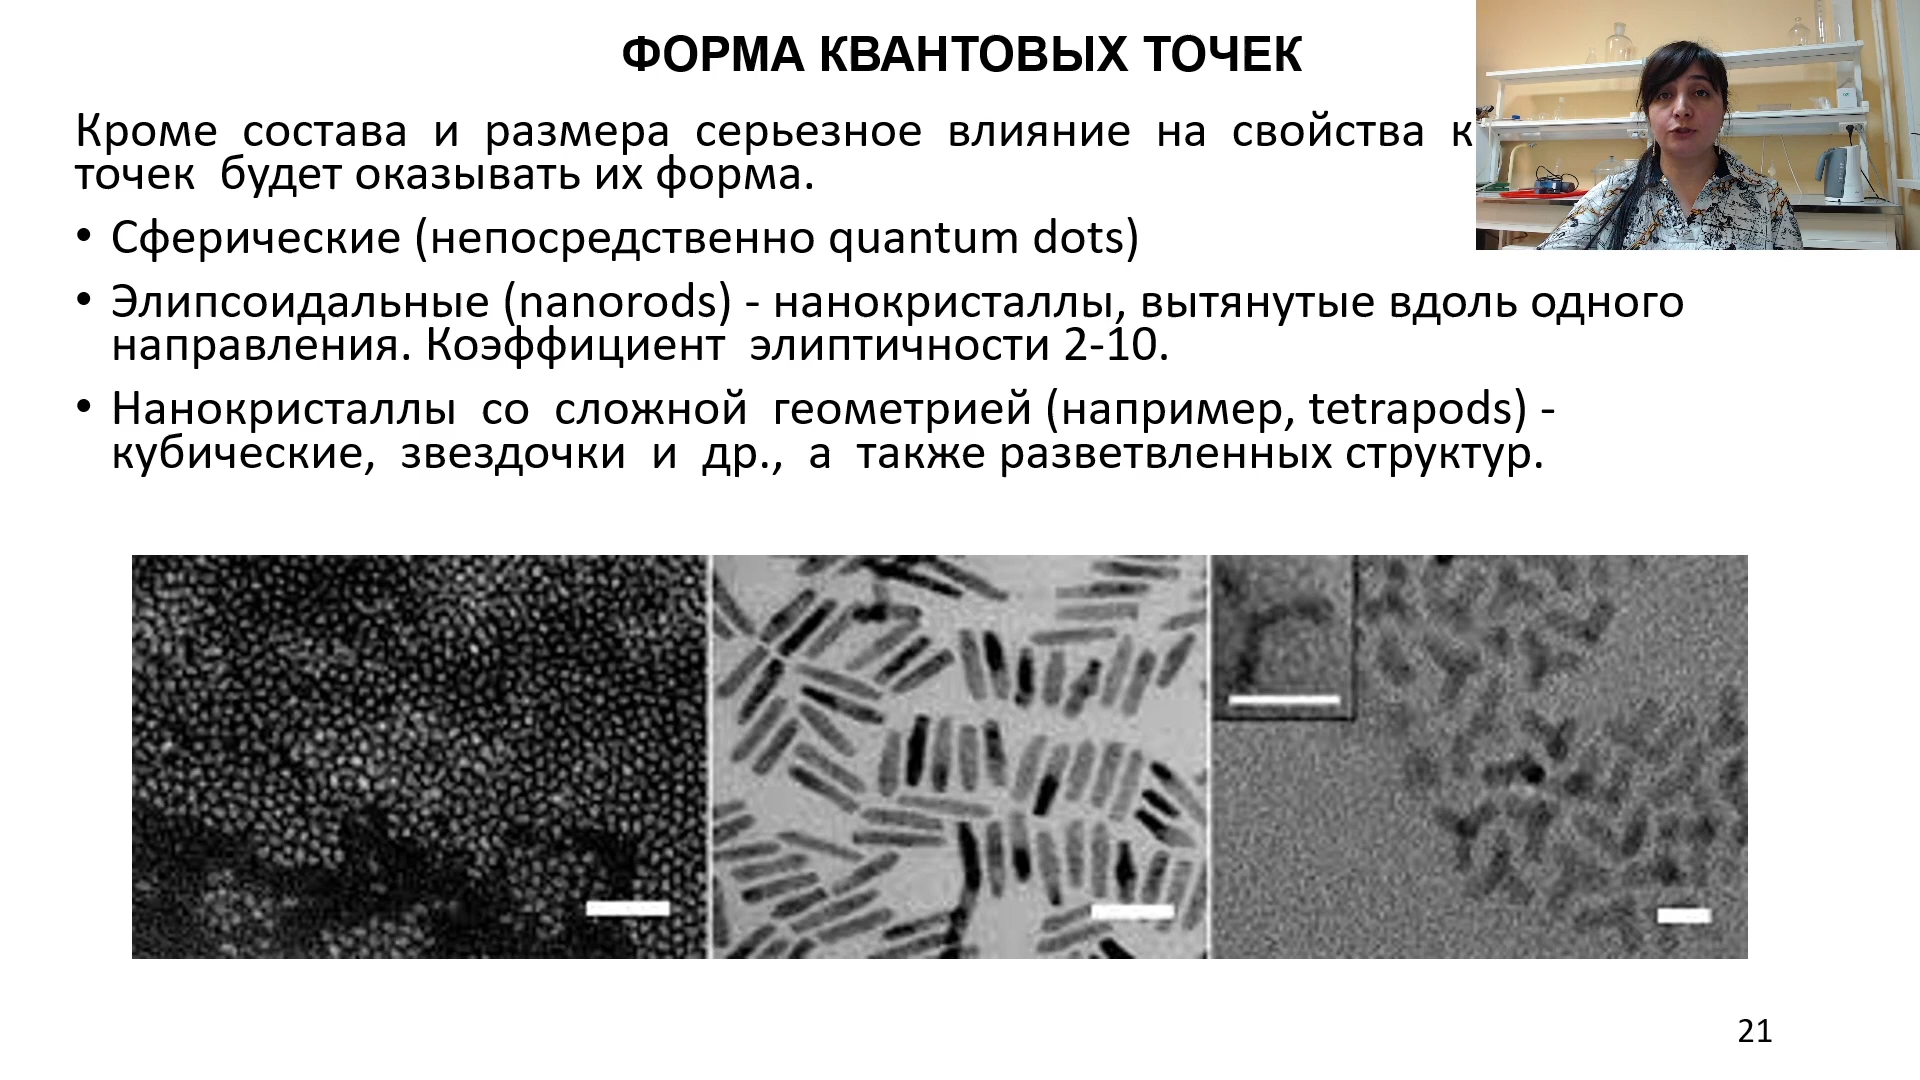 ФОРМА КВАНТОВЫХ ТОЧЕК
Кроме состава и размера серьезное влияние на свойства
точек будет оказывать их форма.
• Сферические (непосредственно quantum dots)
• Элипсоидальные (nanorods) - нанокристаллы, вытянутые вдоль одного
направления. Коэффициент элиптичности 2-10.
• Нанокристаллы со сложной геометрией (например, tetrapods) -
кубические, звездочки и др., а также разветвленных структур.
21